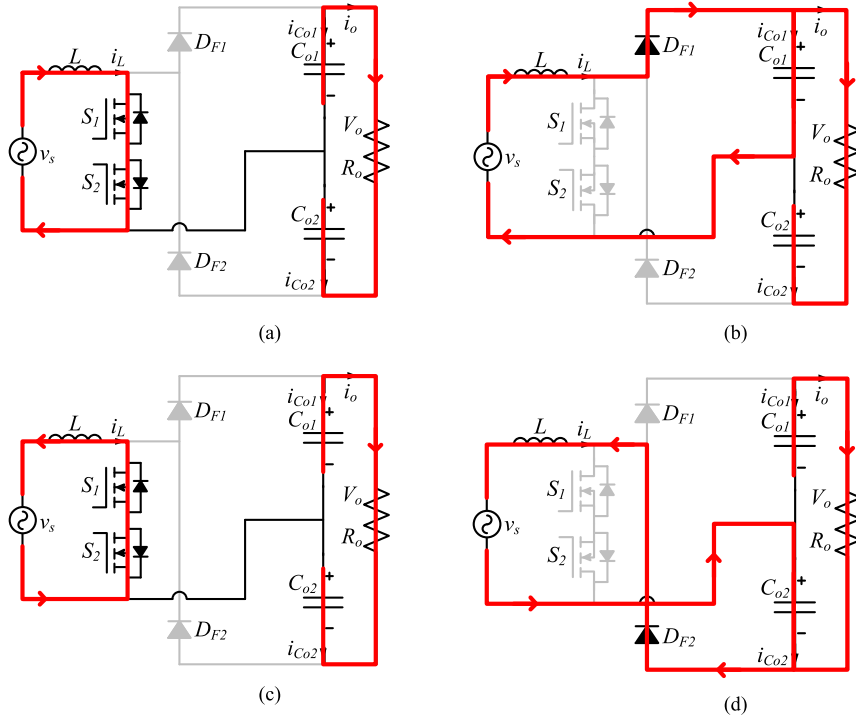 i_Co1 i_o
D_F1 C_o1 +
L i_L -
S_1
v_s V_o
S_2 R_o
C_o2 +
D_F2 -
i_Co2
(a)
i_Co1 i_o
D_F1 C_o1 +
L i_L -
S_1
v_s V_o
S_2 R_o
C_o2 +
D_F2 -
i_Co2
(b)
i_Co1 i_o
D_F1 C_o1 +
L i_L -
S_1
v_s V_o
S_2 R_o
C_o2 +
D_F2 -
i_Co2
(c)
i_Co1 i_o
D_F1 C_o1 +
L i_L -
S_1
v_s V_o
S_2 R_o
C_o2 +
D_F2 -
i_Co2
(d)